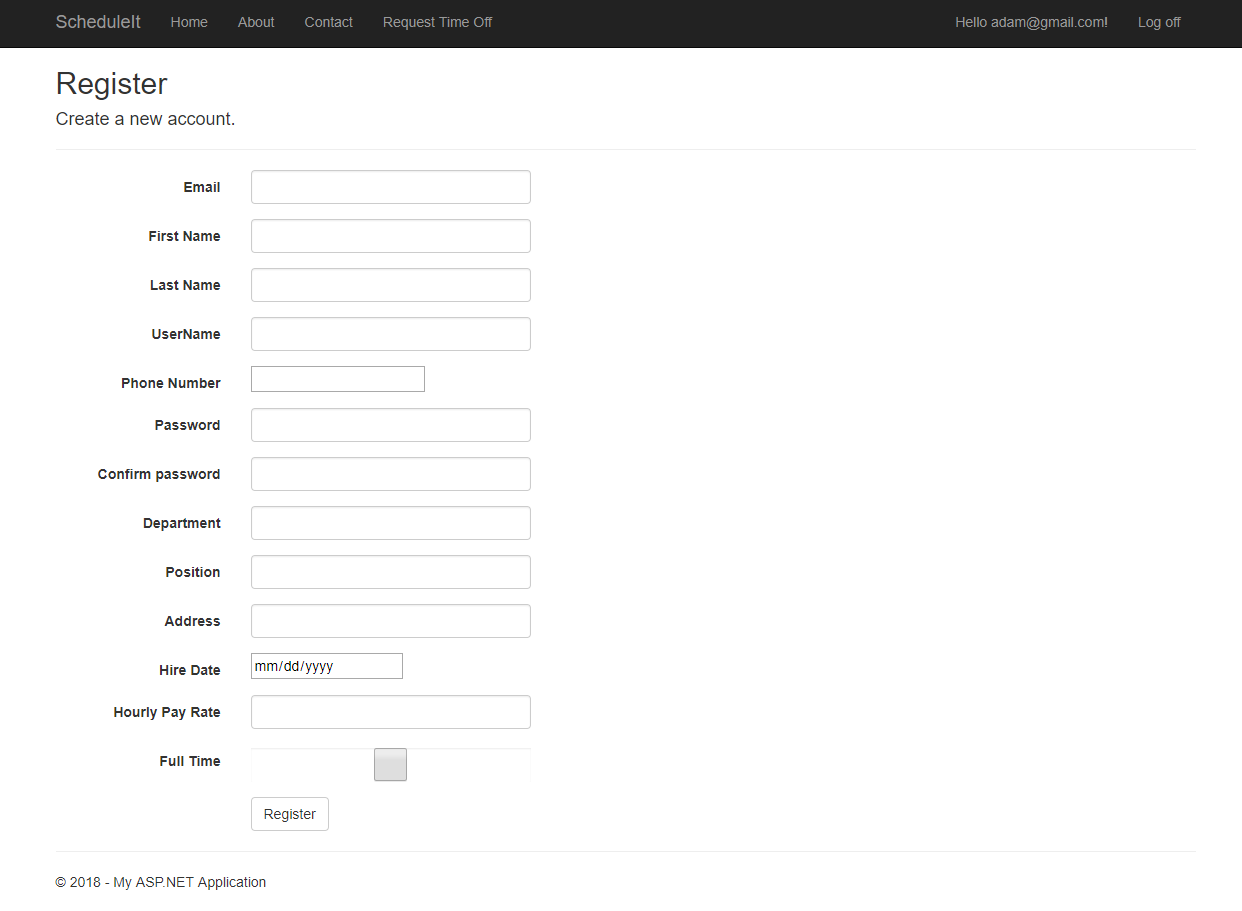 ScheduleIt Home About Contact Request Time Off Hello adam@gmail.com! Log off
Register
Create a new account.
Email
First Name
Last Name
UserName
Phone Number
Password
Confirm password
Department
Position
Address
Hire Date mm/dd/yyyy
Hourly Pay Rate
Full Time
Register
© 2018 - My ASP.NET Application